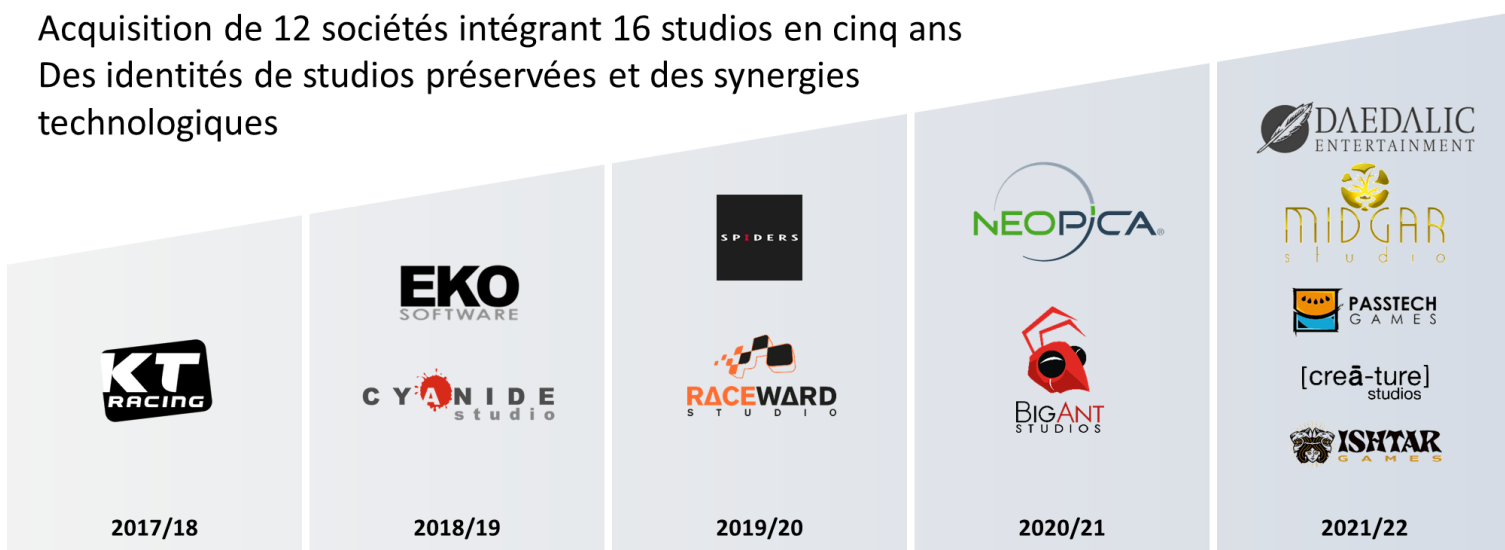 Acquisition de 12 sociétés intégrant 16 studios en cinq ans
Des identités de studios préservées et des synergies
technologiques
KT
RACING
2017/18
EKO
SOFTWARE
CYANIDE
studio
2018/19
SPIDERS
RACEWARD
STUDIO
2019/20
NEOPICA®
BIGANT
STUDIOS
2020/21
DAEDALIC
ENTERTAINMENT
MIDGAR
studio
PASSTECH
GAMES
[creā-ture]
studios
ISHTAR
GAMES
2021/22